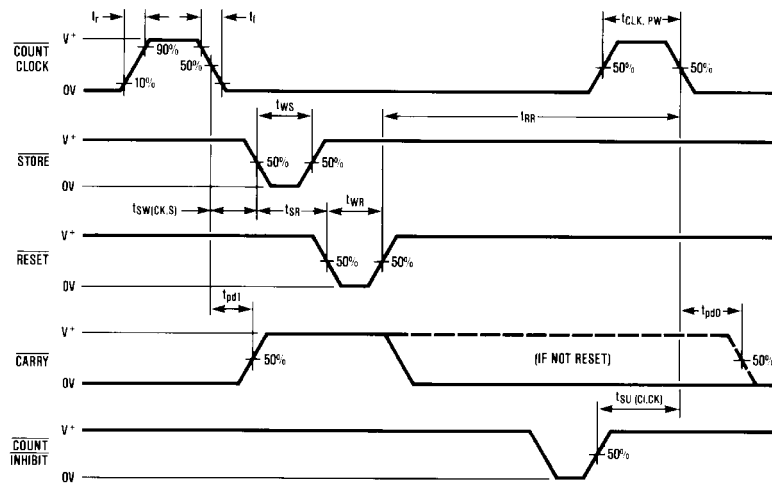 tr
tf
tCLK, PW
V+
COUNT
CLOCK
90%
50%
10%
50%
50%
0V
tWS
tRR
V+
STORE
50%
50%
0V
tSW(CK,S)
tSR
tWR
V+
RESET
50%
50%
0V
tpd1
tpd0
V+
CARRY
50%
(IF NOT RESET)
50%
0V
tSU (CI,CK)
V+
COUNT
INHIBIT
50%
0V